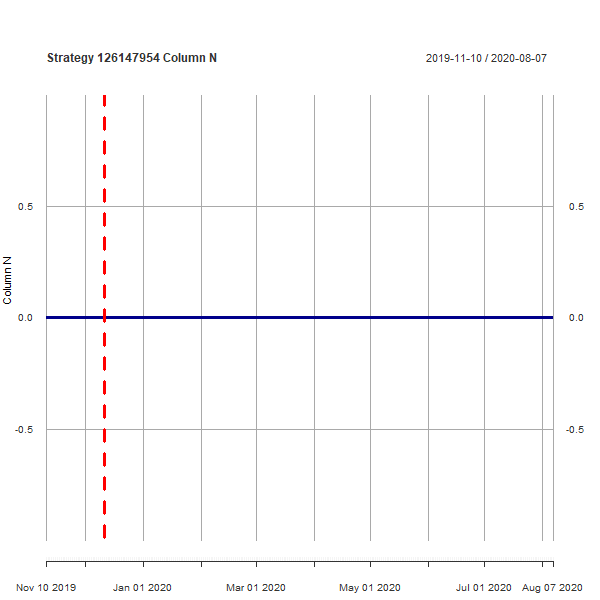 Strategy 126147954 Column N
2019-11-10 / 2020-08-07
0.5
0.5
Column N
0.0
0.0
-0.5
-0.5
Nov 10 2019
Jan 01 2020
Mar 01 2020
May 01 2020
Jul 01 2020
Aug 07 2020